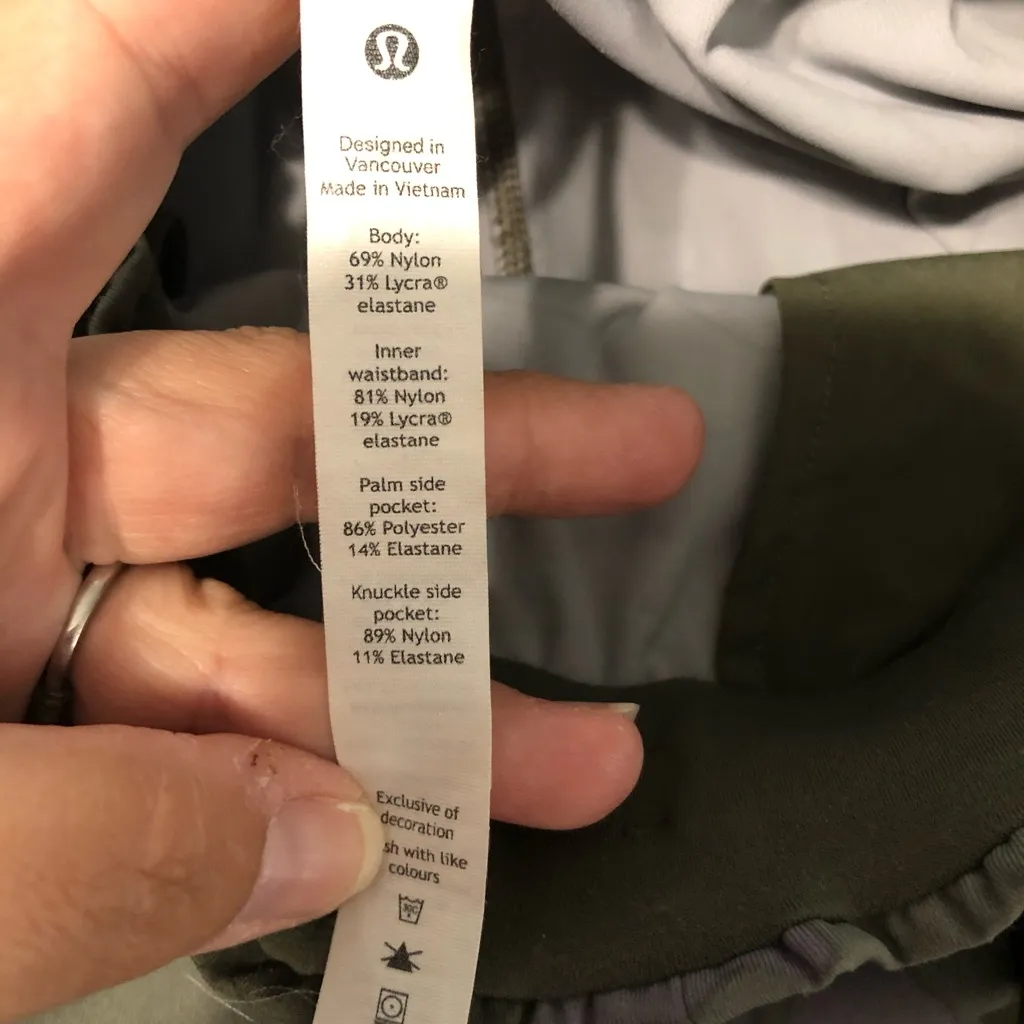 Designed in
Vancouver
Made in Vietnam
Body:
69% Nylon
31% Lycra®
elastane
Inner
waistband:
81% Nylon
19% Lycra®
elastane
Palm side
pocket:
86% Polyester
14% Elastane
Knuckle side
pocket:
89% Nylon
11% Elastane
Exclusive of
decoration
sh with like
colours
30C